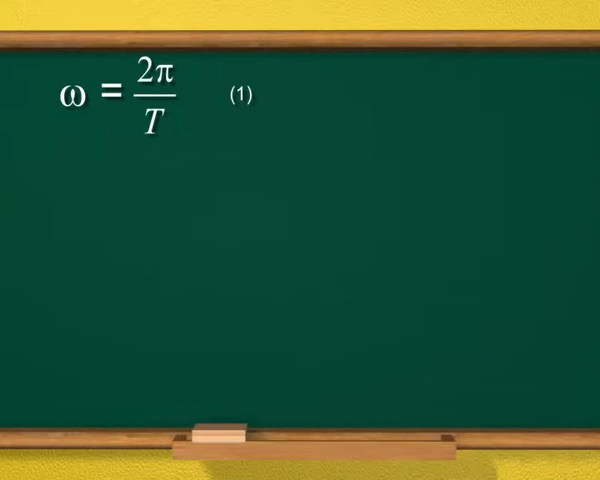 ω = 2π/T (1)